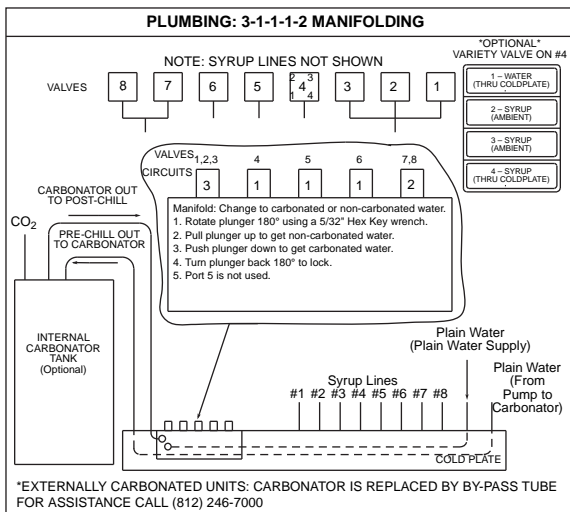 PLUMBING: 3-1-1-1-2 MANIFOLDING
*OPTIONAL*
VARIETY VALVE ON #4
NOTE: SYRUP LINES NOT SHOWN
VALVES
8 7 6 5 4 3 2 1
2 3
1 4
1 – WATER
(THRU COLDPLATE)
2 – SYRUP
(AMBIENT)
3 – SYRUP
(AMBIENT)
4 – SYRUP
(THRU COLDPLATE)
VALVES 1,2,3 4 5 6 7,8
CIRCUITS 3 1 1 1 2
Manifold: Change to carbonated or non-carbonated water.
1. Rotate plunger 180° using a 5/32" Hex Key wrench.
2. Pull plunger up to get non-carbonated water.
3. Push plunger down to get carbonated water.
4. Turn plunger back 180° to lock.
5. Port 5 is not used.
CARBONATOR OUT
TO POST-CHILL
CO2
PRE-CHILL OUT
TO CARBONATOR
INTERNAL
CARBONATOR
TANK
(Optional)
Plain Water
(Plain Water Supply)
Plain Water
(From
Pump to
Carbonator)
Syrup Lines
#1 #2 #3 #4 #5 #6 #7 #8
COLD PLATE
*EXTERNALLY CARBONATED UNITS: CARBONATOR IS REPLACED BY BY-PASS TUBE
FOR ASSISTANCE CALL (812) 246-7000